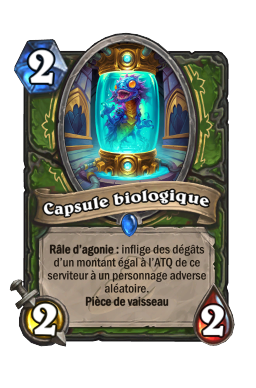 2
Capsule biologique
Râle d'agonie : inflige des dégâts
d'un montant égal à l'ATQ de ce
serviteur à un personnage adverse
aléatoire.
Pièce de vaisseau
2
2